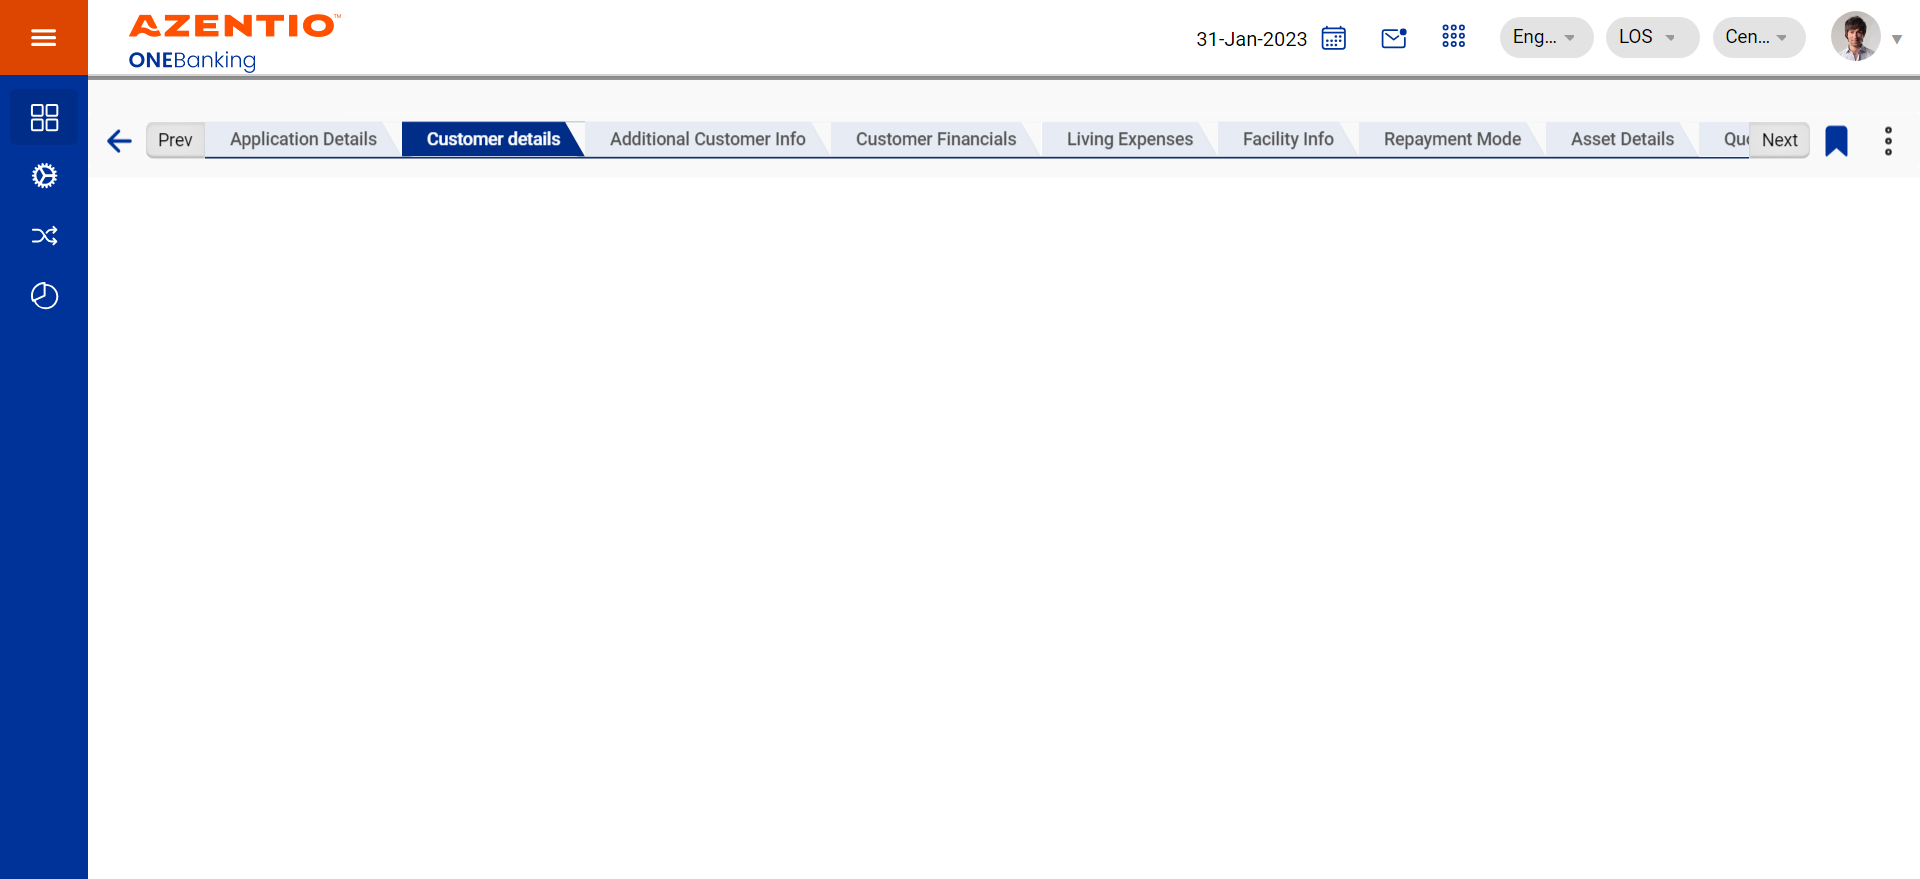 AZENTIO™
ONEBanking
31-Jan-2023
Eng...
LOS
Cen...
Prev
Application Details
Customer details
Additional Customer Info
Customer Financials
Living Expenses
Facility Info
Repayment Mode
Asset Details
Qu
Next